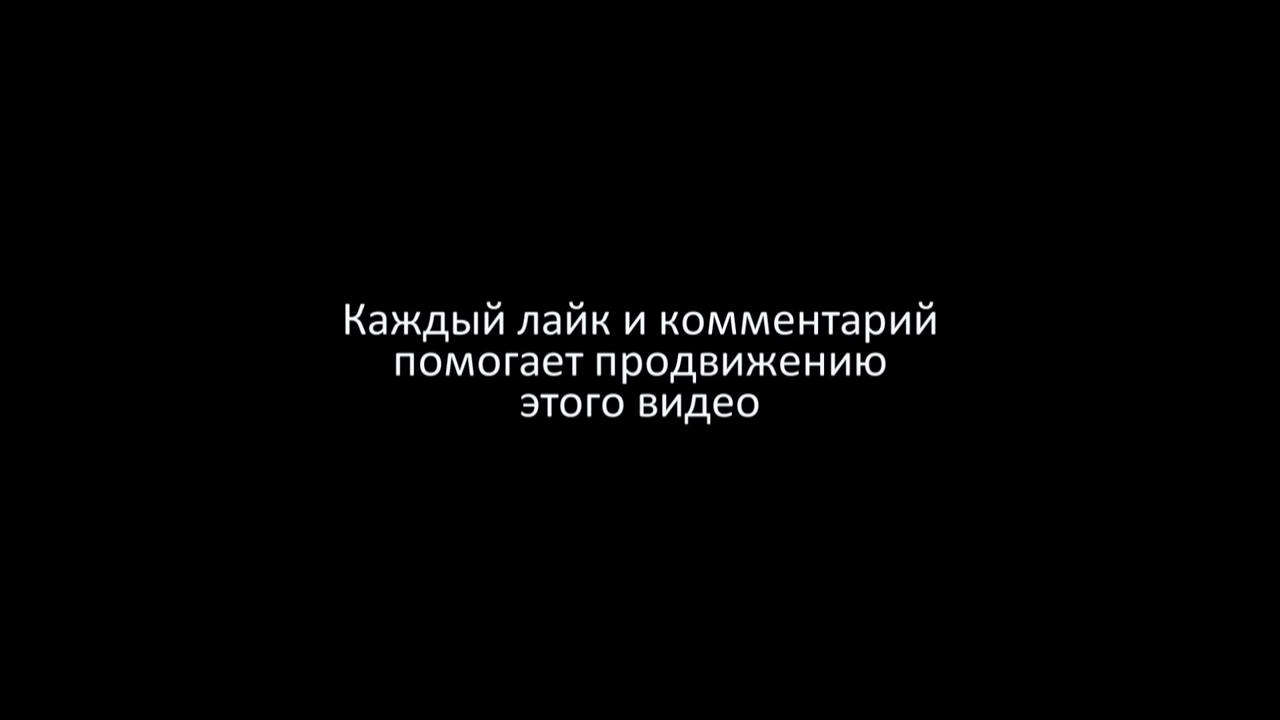 Каждый лайк и комментарий
помогает продвижению
этого видео